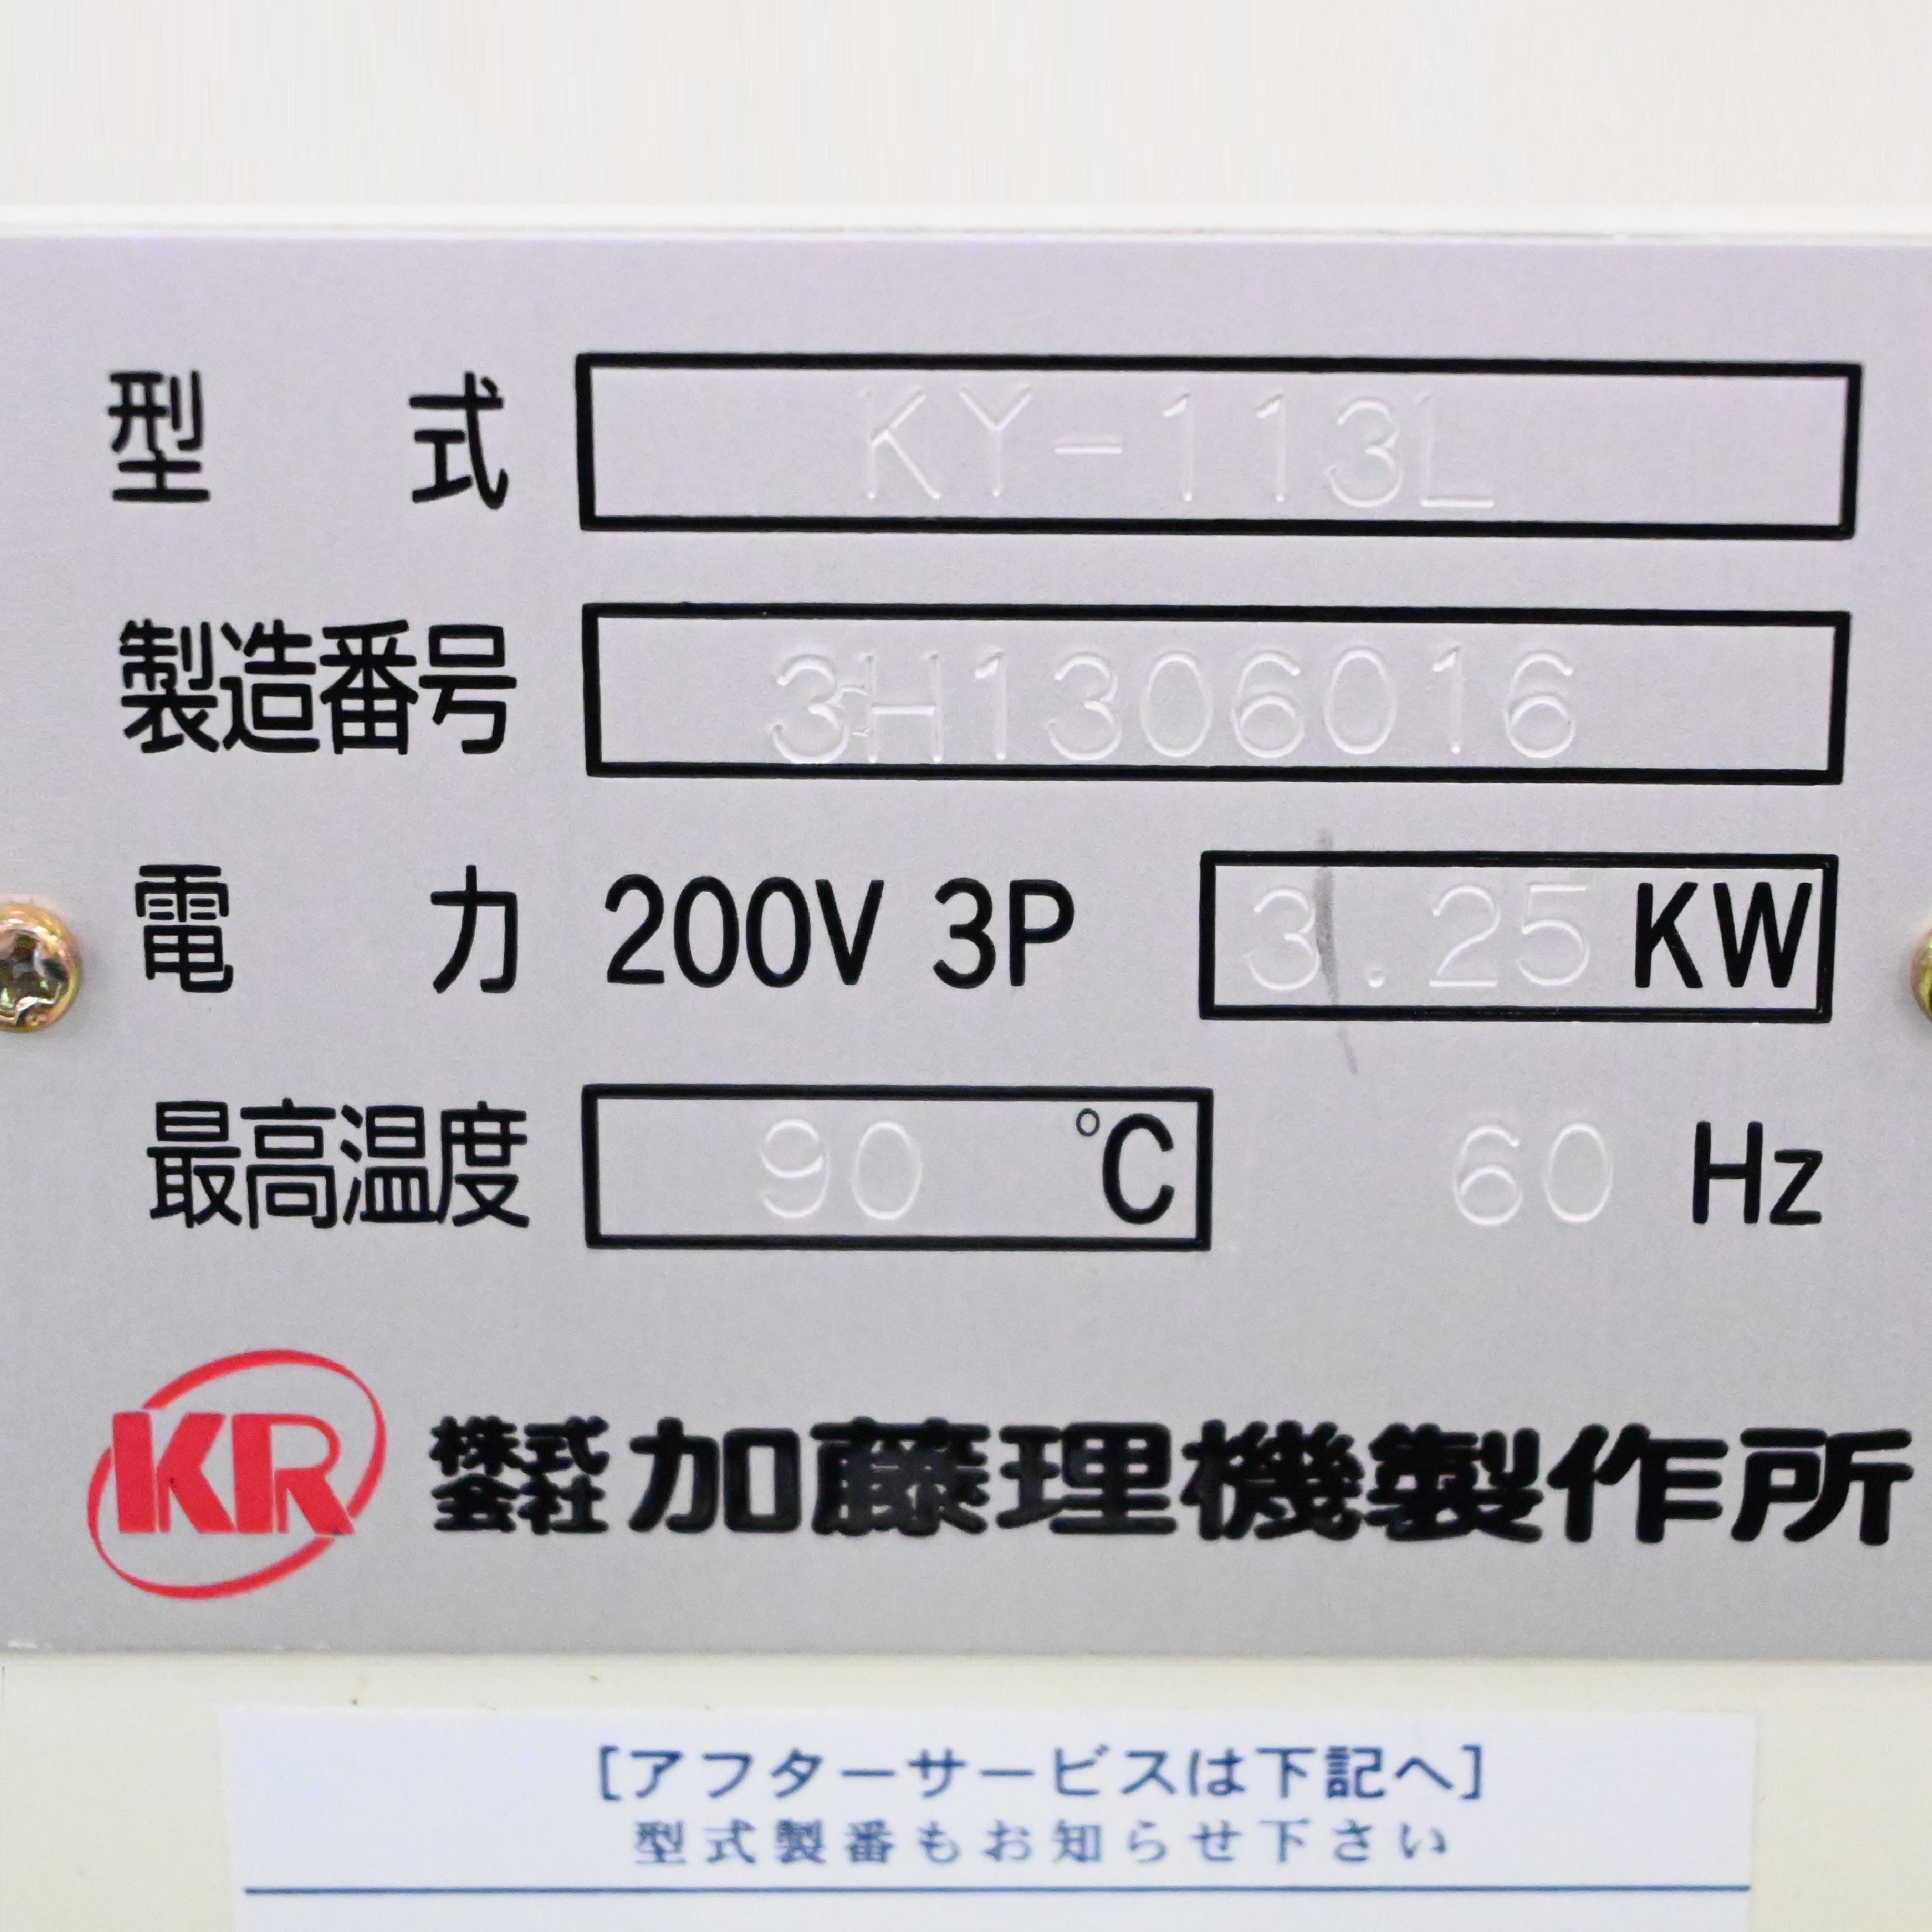 型 式 KY-113L
製造番号 3H1306016
電 力 200V 3P 3.25 KW
最高温度 90 ℃ 60 Hz
KR 株式会社 加藤理機製作所
[アフターサービスは下記へ]
型式製番もお知らせ下さい